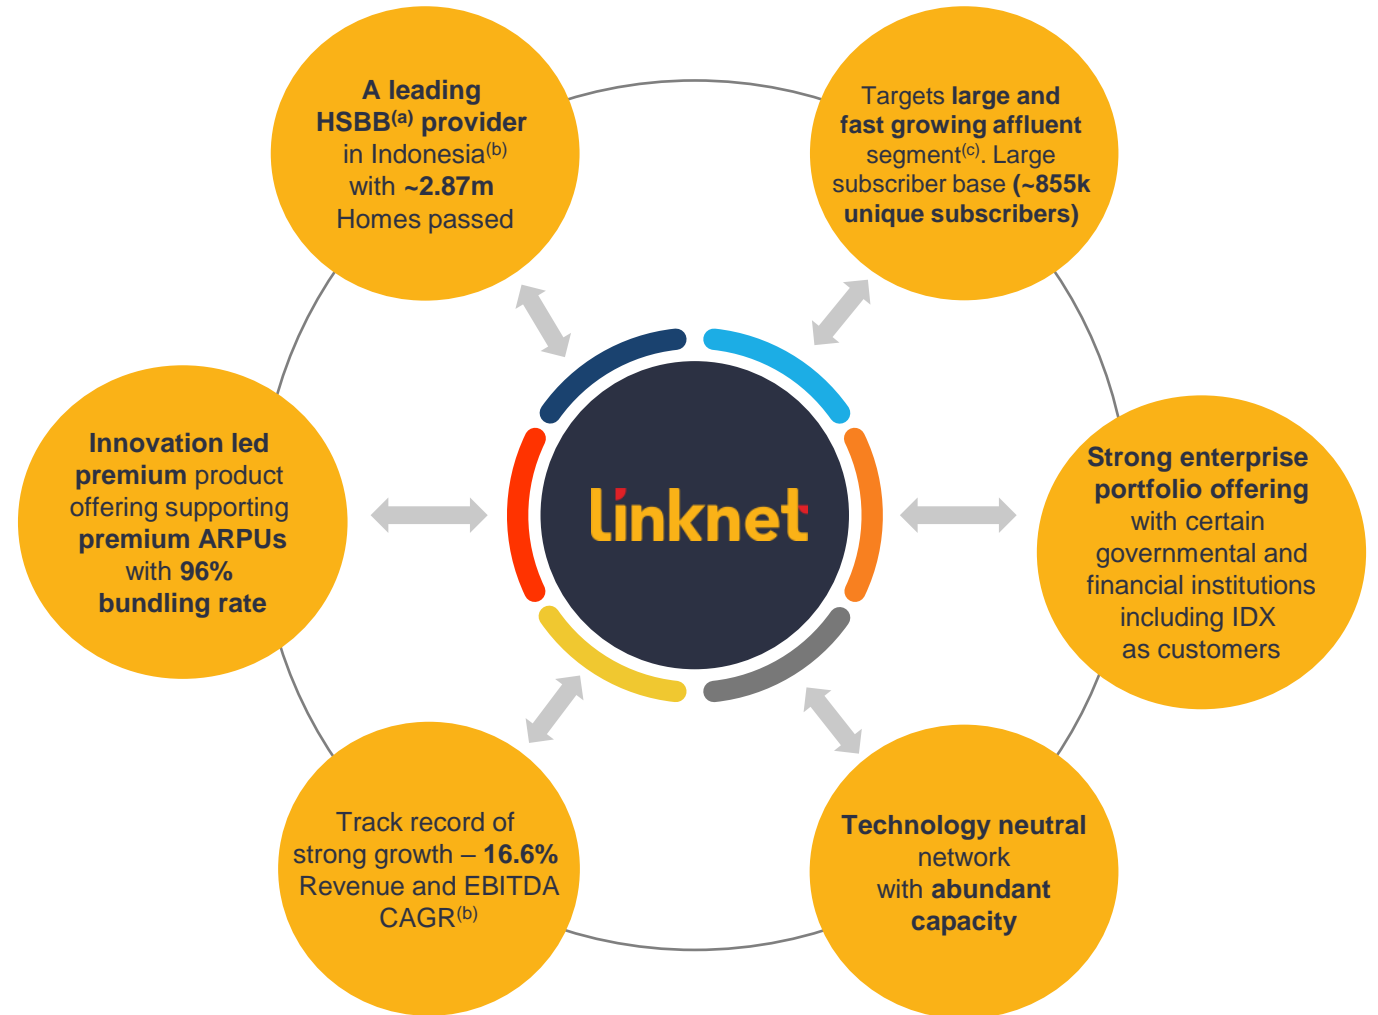 A leading
HSBB(a) provider
in Indonesia(b)
with ~2.87m
Homes passed
Targets large and
fast growing affluent
segment(c). Large
subscriber base (~855k
unique subscribers)
Innovation led
premium product
offering supporting
premium ARPUs
with 96%
bundling rate
linknet
Strong enterprise
portfolio offering
with certain
governmental and
financial institutions
including IDX
as customers
Track record of
strong growth – 16.6%
Revenue and EBITDA
CAGR(b)
Technology neutral
network
with abundant
capacity